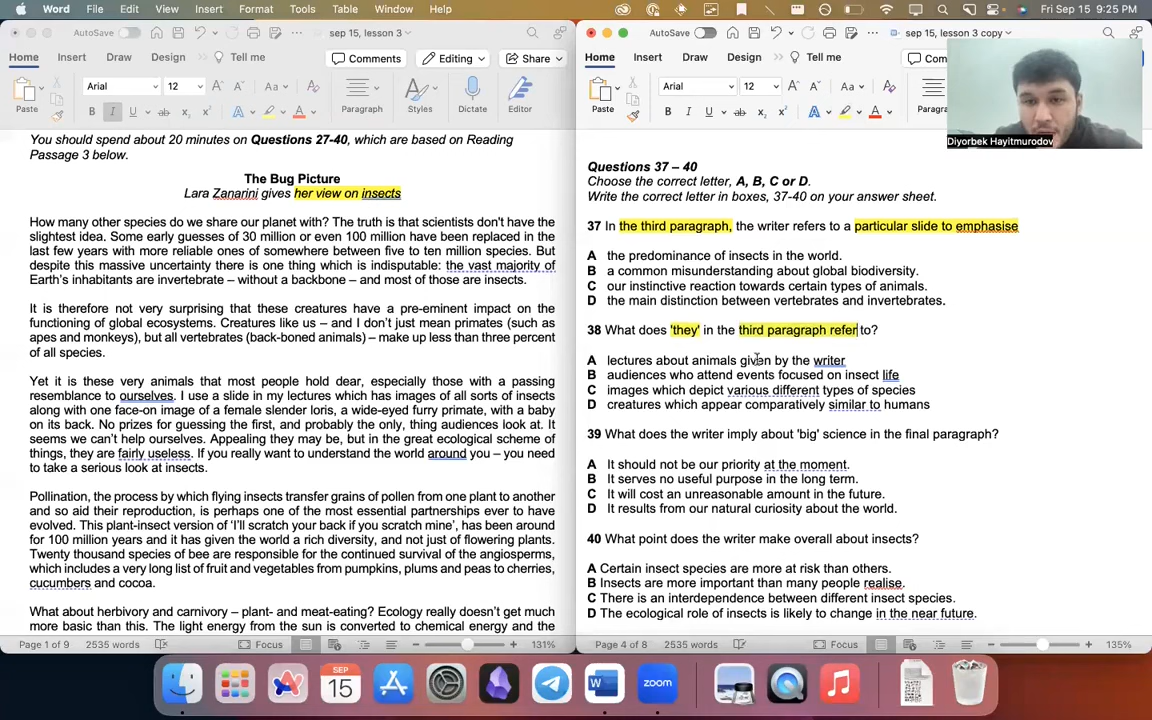 Word File Edit View Insert Format Tools Table Window Help Fri Sep 15 9:25 PM
AutoSave sep 15, lesson 3
Home Insert Draw Design Tell me Comments Editing Share
Paste Arial 12 Aa Paragraph Styles Dictate Editor
B I U ab x₂ x² A A
You should spend about 20 minutes on Questions 27-40, which are based on Reading
Passage 3 below.
The Bug Picture
Lara Zanarini gives her view on insects
How many other species do we share our planet with? The truth is that scientists don't have the
slightest idea. Some early guesses of 30 million or even 100 million have been replaced in the
last few years with more reliable ones of somewhere between five to ten million species. But
despite this massive uncertainty there is one thing which is indisputable: the vast majority of
Earth's inhabitants are invertebrate – without a backbone – and most of those are insects.
It is therefore not very surprising that these creatures have a pre-eminent impact on the
functioning of global ecosystems. Creatures like us – and I don't just mean primates (such as
apes and monkeys), but all vertebrates (back-boned animals) – make up less than three percent
of all species.
Yet it is these very animals that most people hold dear, especially those with a passing
resemblance to ourselves. I use a slide in my lectures which has images of all sorts of insects
along with one face-on image of a female slender loris, a wide-eyed furry primate, with a baby
on its back. No prizes for guessing the first, and probably the only, thing audiences look at. It
seems we can't help ourselves. Appealing they may be, but in the great ecological scheme of
things, they are fairly useless. If you really want to understand the world around you – you need
to take a serious look at insects.
Pollination, the process by which flying insects transfer grains of pollen from one plant to another
and so aid their reproduction, is perhaps one of the most essential partnerships ever to have
evolved. This plant-insect version of 'I'll scratch your back if you scratch mine', has been around
for 100 million years and it has given the world a rich diversity, and not just of flowering plants.
Twenty thousand species of bee are responsible for the continued survival of the angiosperms,
which includes a very long list of fruit and vegetables from pumpkins, plums and peas to cherries,
cucumbers and cocoa.
What about herbivory and carnivory – plant- and meat-eating? Ecology really doesn't get much
more basic than this. The light energy from the sun is converted to chemical energy and the
Page 1 of 9 2535 words Focus 131%
AutoSave sep 15, lesson 3 copy
Home Insert Draw Design Tell me Com
Paste Arial 12 Aa Paragra
B I U ab x₂ x² A A
Diyorbek Hayitmurodov
Questions 37 – 40
Choose the correct letter, A, B, C or D.
Write the correct letter in boxes, 37-40 on your answer sheet.
37 In the third paragraph, the writer refers to a particular slide to emphasise
A the predominance of insects in the world.
B a common misunderstanding about global biodiversity.
C our instinctive reaction towards certain types of animals.
D the main distinction between vertebrates and invertebrates.
38 What does 'they' in the third paragraph refer to?
A lectures about animals given by the writer
B audiences who attend events focused on insect life
C images which depict various different types of species
D creatures which appear comparatively similar to humans
39 What does the writer imply about 'big' science in the final paragraph?
A It should not be our priority at the moment.
B It serves no useful purpose in the long term.
C It will cost an unreasonable amount in the future.
D It results from our natural curiosity about the world.
40 What point does the writer make overall about insects?
A Certain insect species are more at risk than others.
B Insects are more important than many people realise.
C There is an interdependence between different insect species.
D The ecological role of insects is likely to change in the near future.
Page 4 of 8 2535 words Focus 135%
SEP
15
zoom